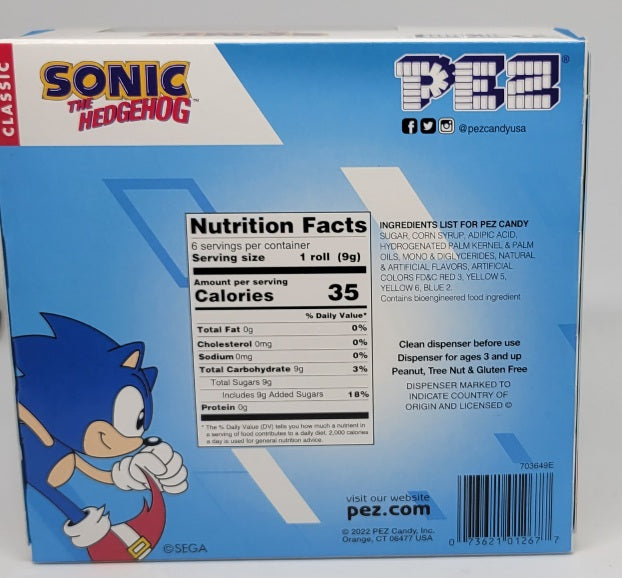 CLASSIC
SONIC
THE
HEDGEHOG™
PEZ®
@pezcandyusa
Nutrition Facts
6 servings per container
Serving size 1 roll (9g)
Amount per serving
Calories 35
% Daily Value*
Total Fat 0g 0%
Cholesterol 0mg 0%
Sodium 0mg 0%
Total Carbohydrate 9g 3%
Total Sugars 9g
Includes 9g Added Sugars 18%
Protein 0g
* The % Daily Value (DV) tells you how much a nutrient in
a serving of food contributes to a daily diet. 2,000 calories
a day is used for general nutrition advice.
INGREDIENTS LIST FOR PEZ CANDY
SUGAR, CORN SYRUP, ADIPIC ACID,
HYDROGENATED PALM KERNEL & PALM
OILS, MONO & DIGLYCERIDES, NATURAL
& ARTIFICIAL FLAVORS, ARTIFICIAL
COLORS FD&C RED 3, YELLOW 5,
YELLOW 6, BLUE 2.
Contains bioengineered food ingredient
Clean dispenser before use
Dispenser for ages 3 and up
Peanut, Tree Nut & Gluten Free
DISPENSER MARKED TO
INDICATE COUNTRY OF
ORIGIN AND LICENSED ©
703649E
visit our website
pez.com
© 2022 PEZ Candy, Inc.
Orange, CT 06477 USA
0 73621 01267 7
©SEGA